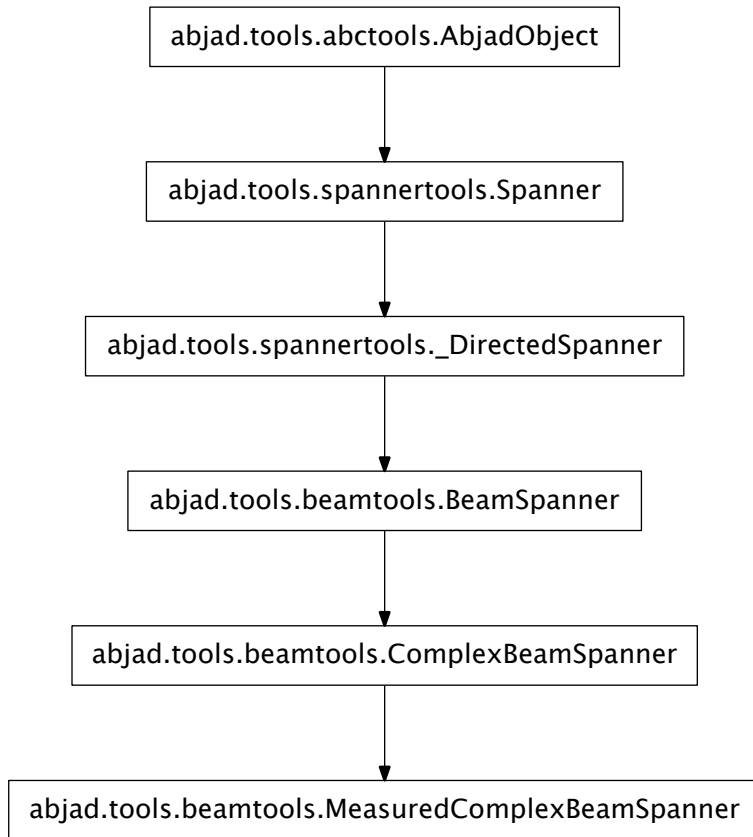 abjad.tools.abctools.AbjadObject
abjad.tools.spannertools.Spanner
abjad.tools.spannertools._DirectedSpanner
abjad.tools.beamtools.BeamSpanner
abjad.tools.beamtools.ComplexBeamSpanner
abjad.tools.beamtools.MeasuredComplexBeamSpanner